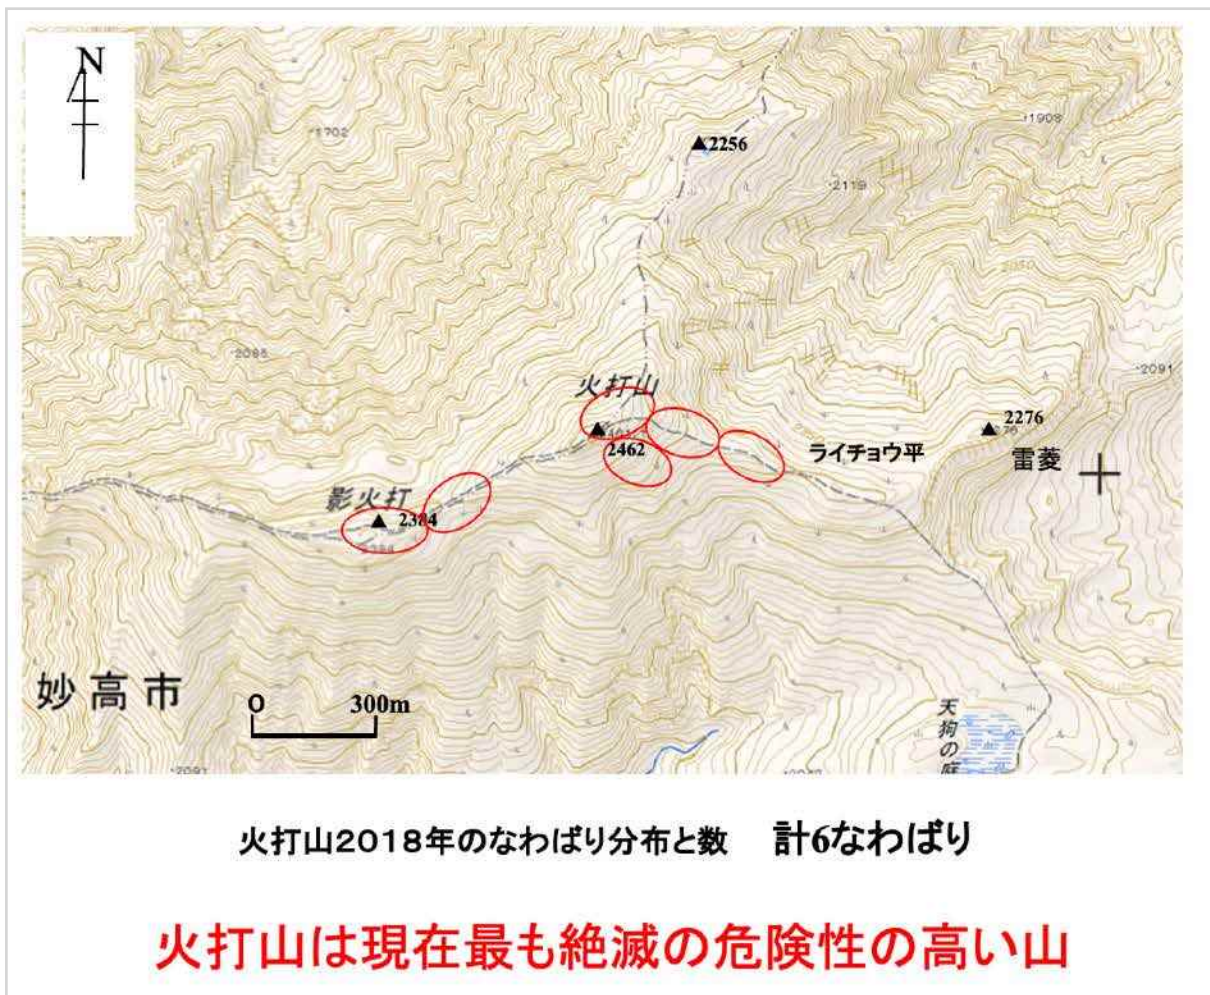 N
1702
2256
1908
2119
2091
2085
火打山
2462
2276
ライチョウ平
雷菱
影火打
2384
妙高市
0 300m
天狗の庭
2091
火打山2018年のなわばり分布と数 計6なわばり
火打山は現在最も絶滅の危険性の高い山